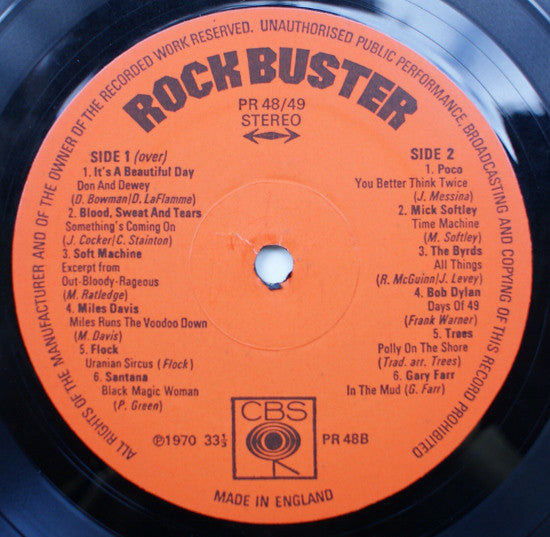 ALL RIGHTS OF THE MANUFACTURER AND OF THE OWNER OF THE RECORDED WORK RESERVED. UNAUTHORISED PUBLIC PERFORMANCE, BROADCASTING AND COPYING OF THIS RECORD PROHIBITED
ROCKBUSTER
PR 48/49
STEREO
SIDE 1 (over)
1. It's A Beautiful Day
Don And Dewey
(D. Bowman/D. LaFlamme)
2. Blood, Sweat And Tears
Something's Coming On
(J. Cocker/C. Stainton)
3. Soft Machine
Excerpt from
Out-Bloody-Rageous
(M. Ratledge)
4. Miles Davis
Miles Runs The Voodoo Down
(M. Davis)
5. Flock
Uranian Sircus (Flock)
6. Santana
Black Magic Woman
(P. Green)
SIDE 2
1. Poco
You Better Think Twice
(J. Messina)
2. Mick Softley
Time Machine
(M. Softley)
3. The Byrds
All Things
(R. McGuinn/J. Levey)
4. Bob Dylan
Days Of 49
(Frank Warner)
5. Trees
Polly On The Shore
(Trad. arr. Trees)
6. Gary Farr
In The Mud (G. Farr)
CBS
℗1970 33⅓
PR 48B
MADE IN ENGLAND